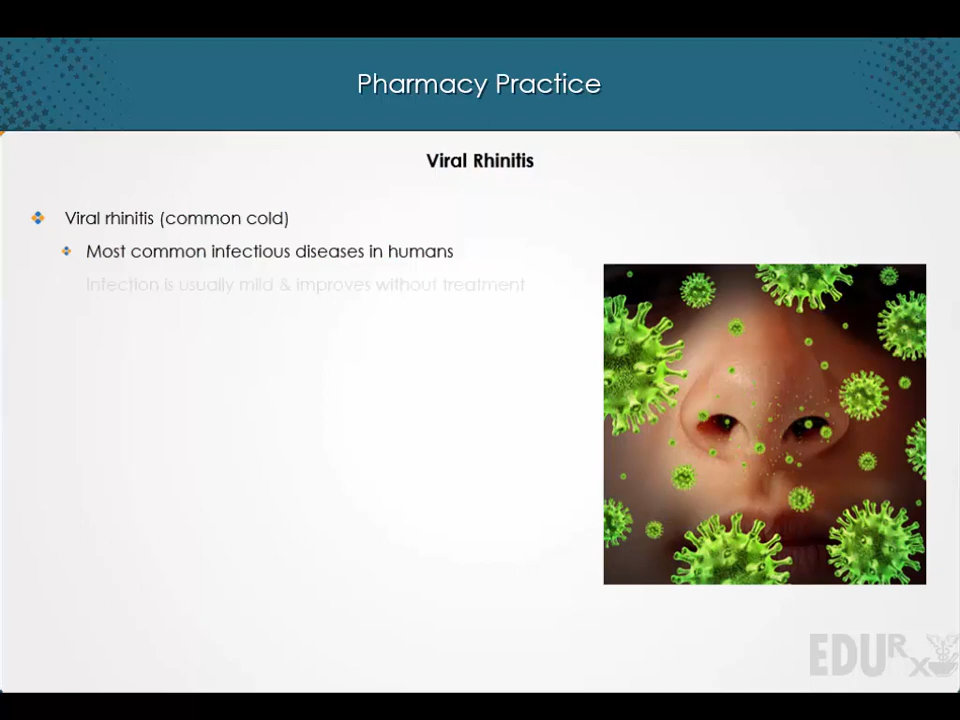 Pharmacy Practice
Viral Rhinitis
Viral rhinitis (common cold)
Most common infectious diseases in humans
Infection is usually mild & improves without treatment
EDURx